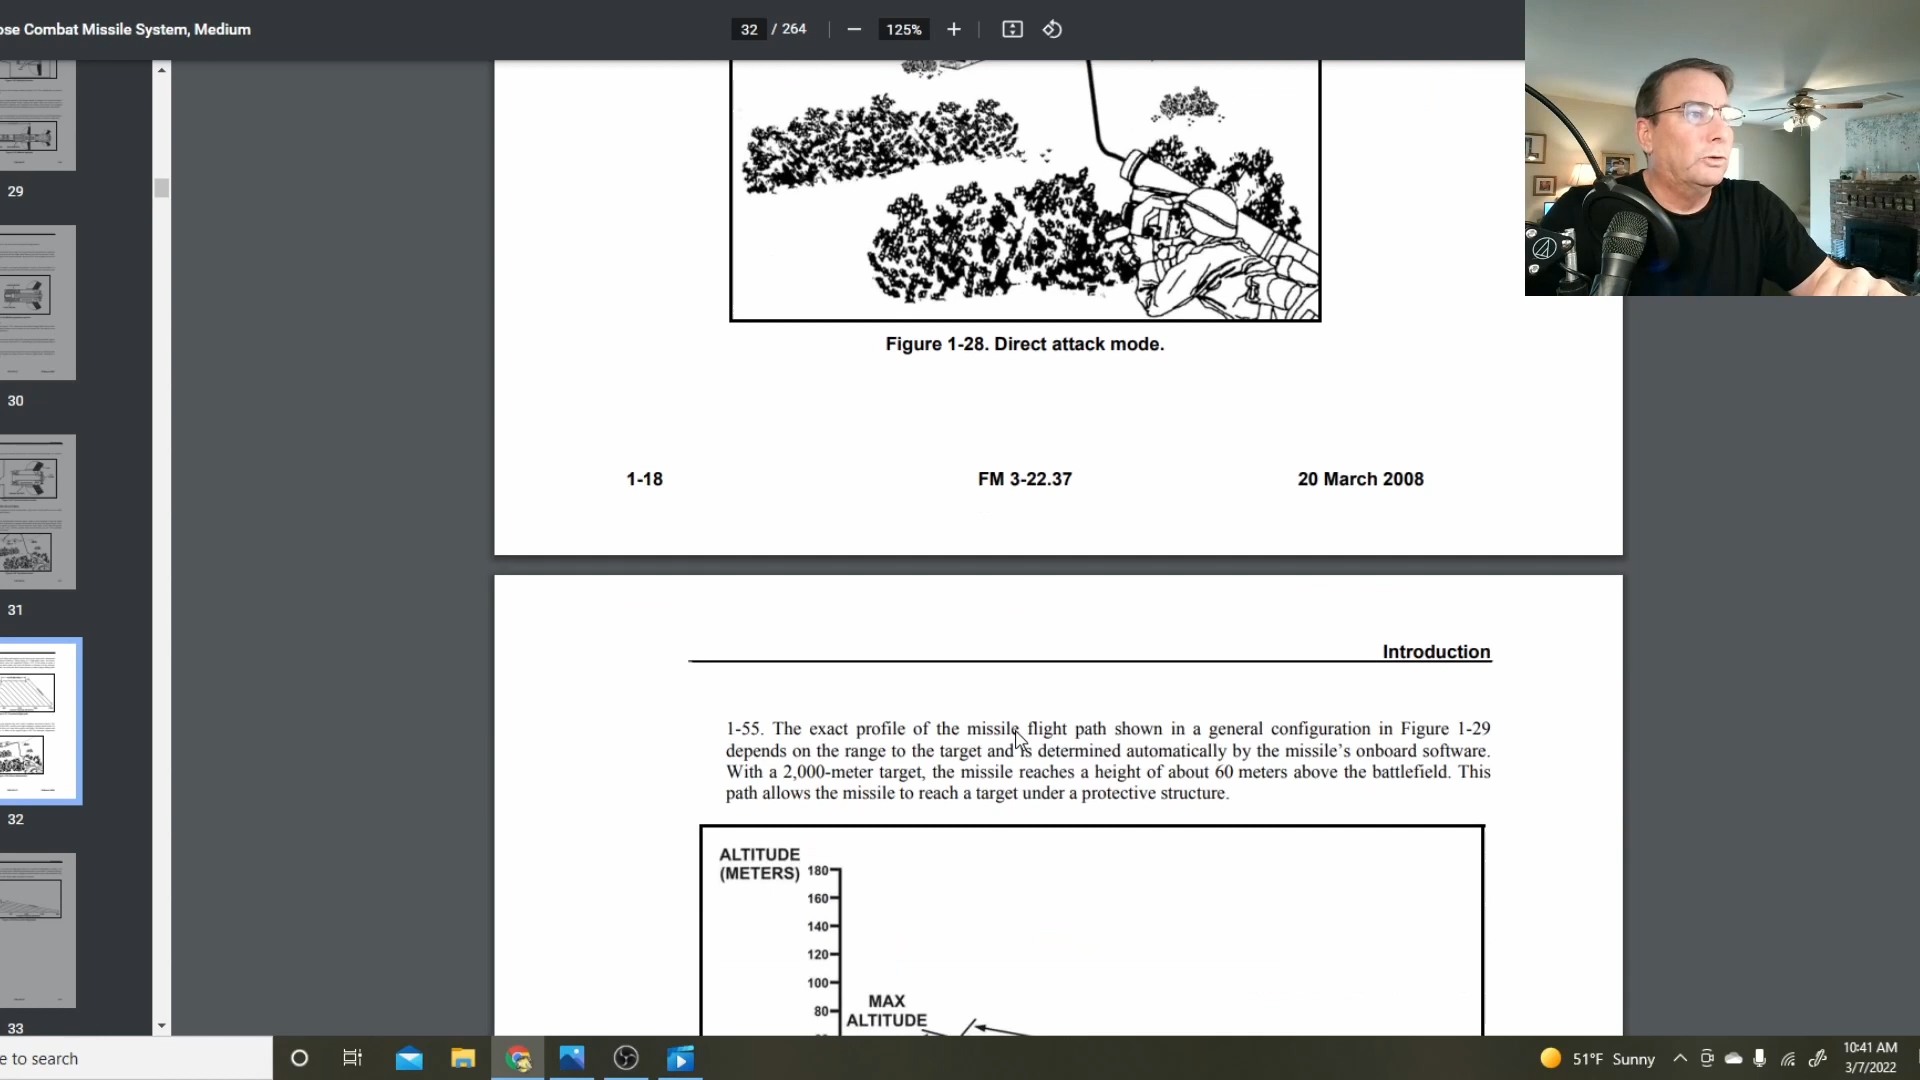 ose Combat Missile System, Medium
32 / 264
125%
29
30
31
32
33
Figure 1-28. Direct attack mode.
1-18
FM 3-22.37
20 March 2008
Introduction
1-55. The exact profile of the missile flight path shown in a general configuration in Figure 1-29
depends on the range to the target and is determined automatically by the missile's onboard software.
With a 2,000-meter target, the missile reaches a height of about 60 meters above the battlefield. This
path allows the missile to reach a target under a protective structure.
ALTITUDE
(METERS)
180
160
140
120
100
80
MAX
ALTITUDE
e to search
51°F Sunny
10:41 AM
3/7/2022